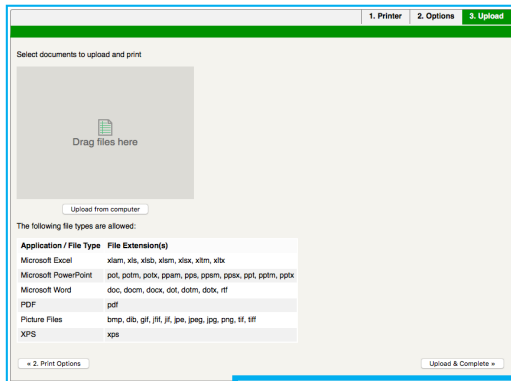 1. Printer 2. Options 3. Upload
Select documents to upload and print
Drag files here
Upload from computer
The following file types are allowed:
Application / File Type File Extension(s)
Microsoft Excel xlam, xls, xlsb, xlsm, xlsx, xltm, xltx
Microsoft PowerPoint pot, potm, potx, ppam, pps, ppsm, ppsx, ppt, pptm, pptx
Microsoft Word doc, docm, docx, dot, dotm, dotx, rtf
PDF pdf
Picture Files bmp, dib, gif, jfif, jif, jpe, jpeg, jpg, png, tif, tiff
XPS xps
« 2. Print Options Upload & Complete »